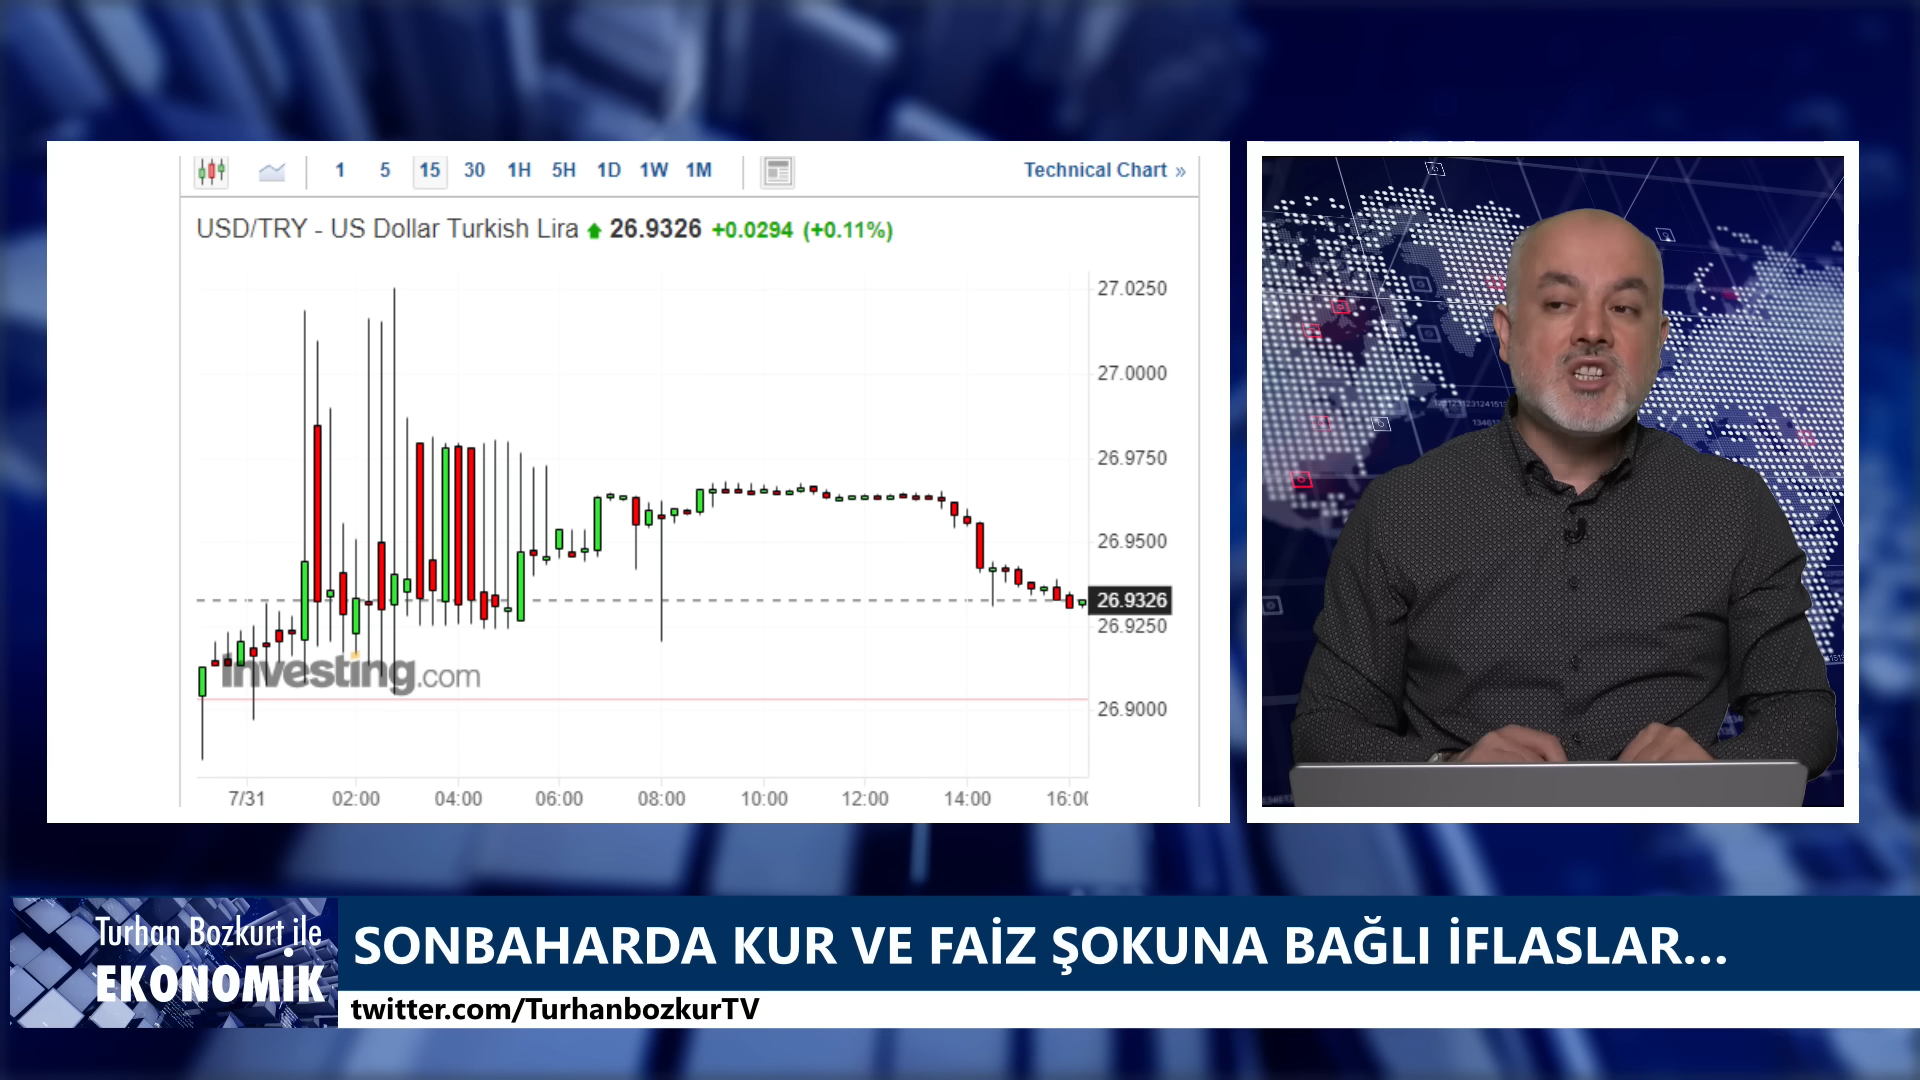 1 5 15 30 1H 5H 1D 1W 1M Technical Chart »
USD/TRY - US Dollar Turkish Lira 26.9326 +0.0294 (+0.11%)
27.0250
27.0000
26.9750
26.9500
26.9326
26.9250
26.9000
investing.com
7/31 02:00 04:00 06:00 08:00 10:00 12:00 14:00 16:00
Turhan Bozkurt ile
EKONOMİK
SONBAHARDA KUR VE FAİZ ŞOKUNA BAĞLI İFLASLAR...
twitter.com/TurhanbozkurTV